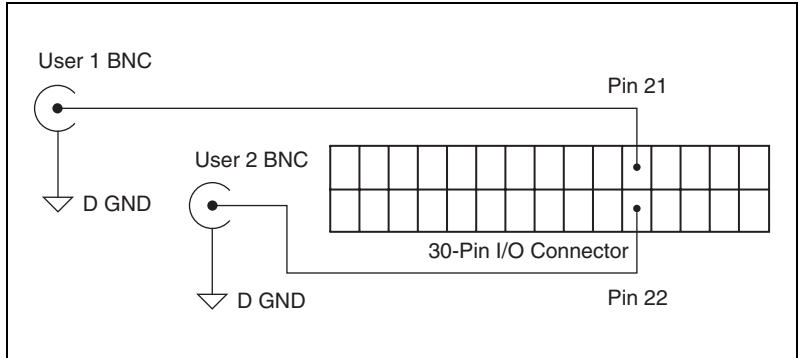 User 1 BNC
Pin 21
User 2 BNC
D GND
30-Pin I/O Connector
D GND
Pin 22